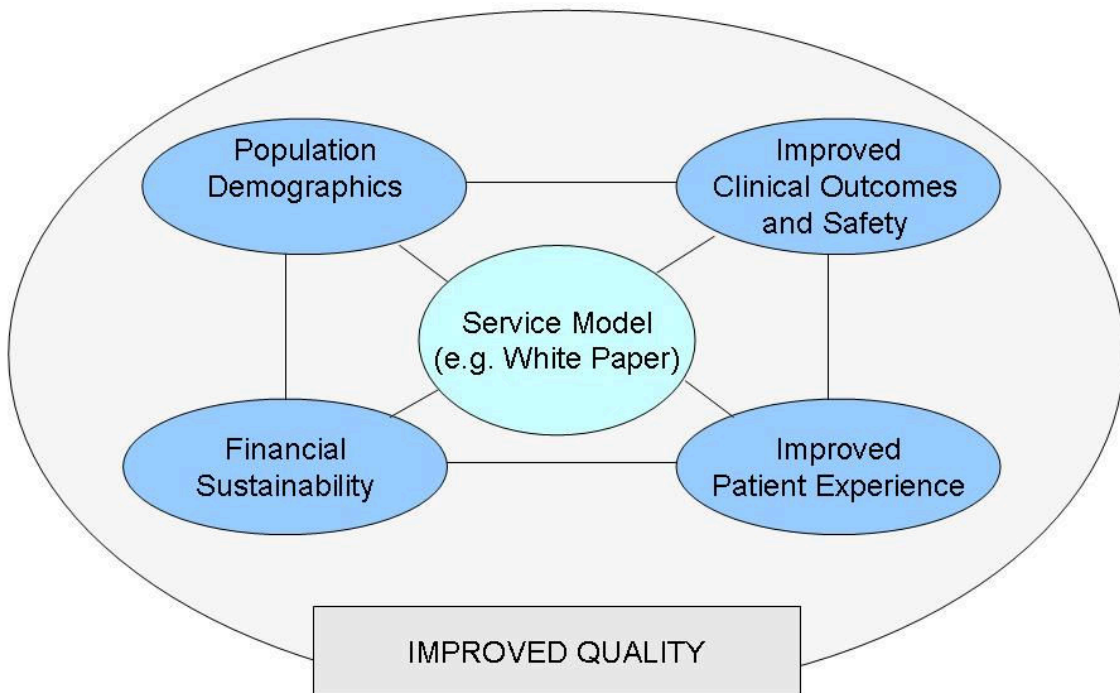 Population
Demographics
Improved
Clinical Outcomes
and Safety
Service Model
(e.g. White Paper)
Financial
Sustainability
Improved
Patient Experience
IMPROVED QUALITY